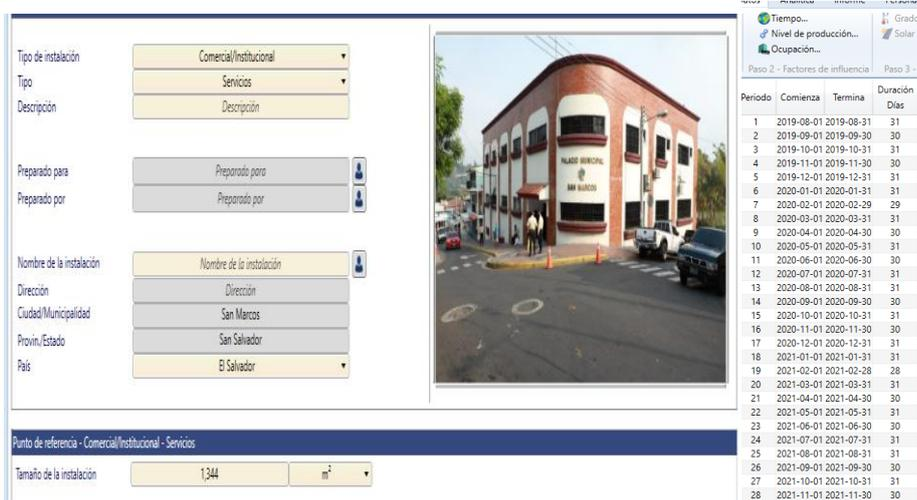 Datos Analítica Informe Persona
Tiempo...
Nivel de producción...
Ocupación...
Grado
Solar
Paso 2 - Factores de influencia
Paso 3 -
Tipo de instalación Comercial/Institucional
Tipo Servicios
Descripción Descripción
Preparado para Preparado para
Preparado por Preparado por
Nombre de la instalación Nombre de la instalación
Dirección Dirección
Ciudad/Municipalidad San Marcos
Provin./Estado San Salvador
País El Salvador
PALACIO MUNICIPAL
SAN MARCOS
Punto de referencia - Comercial/Institucional - Servicios
Tamaño de la instalación 1,344 m²
Periodo Comienza Termina Duración
Días
1 2019-08-01 2019-08-31 31
2 2019-09-01 2019-09-30 30
3 2019-10-01 2019-10-31 31
4 2019-11-01 2019-11-30 30
5 2019-12-01 2019-12-31 31
6 2020-01-01 2020-01-31 31
7 2020-02-01 2020-02-29 29
8 2020-03-01 2020-03-31 31
9 2020-04-01 2020-04-30 30
10 2020-05-01 2020-05-31 31
11 2020-06-01 2020-06-30 30
12 2020-07-01 2020-07-31 31
13 2020-08-01 2020-08-31 31
14 2020-09-01 2020-09-30 30
15 2020-10-01 2020-10-31 31
16 2020-11-01 2020-11-30 30
17 2020-12-01 2020-12-31 31
18 2021-01-01 2021-01-31 31
19 2021-02-01 2021-02-28 28
20 2021-03-01 2021-03-31 31
21 2021-04-01 2021-04-30 30
22 2021-05-01 2021-05-31 31
23 2021-06-01 2021-06-30 30
24 2021-07-01 2021-07-31 31
25 2021-08-01 2021-08-31 31
26 2021-09-01 2021-09-30 30
27 2021-10-01 2021-10-31 31
28 2021-11-01 2021-11-30 30